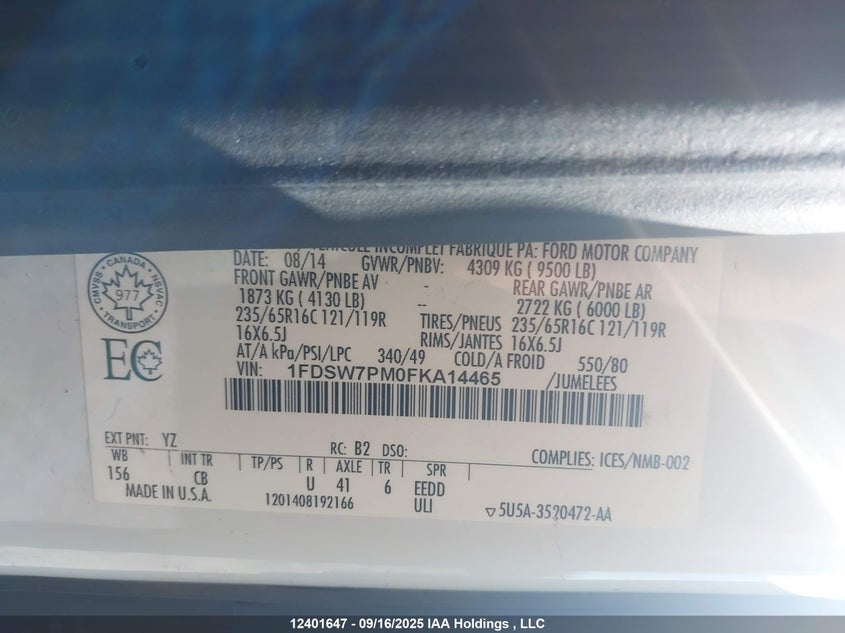 INCOMPLET FABRIQUE PA: FORD MOTOR COMPANY
DATE: 08/14 GVWR/PNBV: 4309 KG ( 9500 LB)
FRONT GAWR/PNBE AV - REAR GAWR/PNBE AR
1873 KG ( 4130 LB) -- 2722 KG ( 6000 LB)
235/65R16C 121/119R TIRES/PNEUS 235/65R16C 121/119R
16X6.5J RIMS/JANTES 16X6.5J
AT/A kPa/PSI/LPC 340/49 COLD/A FROID 550/80
VIN: 1FDSW7PM0FKA14465 /JUMELEES
CMVSS • CANADA • NSVAC
977
TRANSPORT
EC
EXT PNT: YZ RC: B2 DSO:
WB INT TR TP/PS R AXLE TR SPR COMPLIES: ICES/NMB-002
156 CB U 41 6 EEDD
MADE IN U.S.A. 1201408192166 ULI ▽5U5A-3520472-AA
12401647 - 09/16/2025 IAA Holdings , LLC